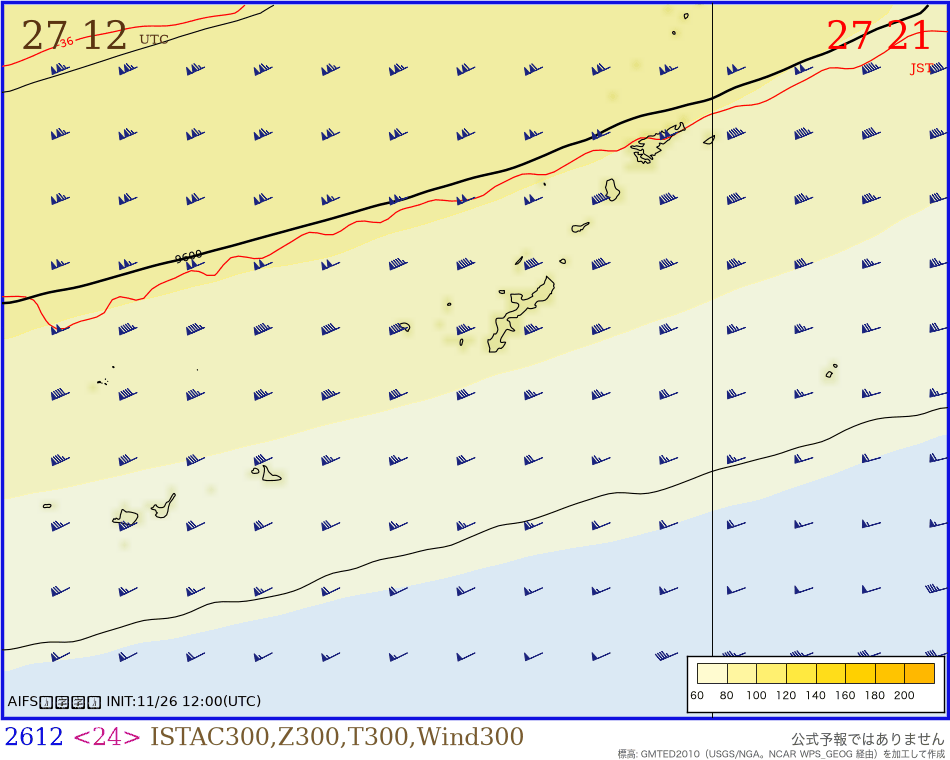 27 12 UTC
27 21
JST
-36
9600
AIFS INIT:11/26 12:00(UTC)
60 80 100 120 140 160 180 200
2612 <24> ISTAC300,Z300,T300,Wind300
公式予報ではありません
標高: GMTED2010（USGS/NGA。NCAR WPS_GEOG 経由）を加工して作成